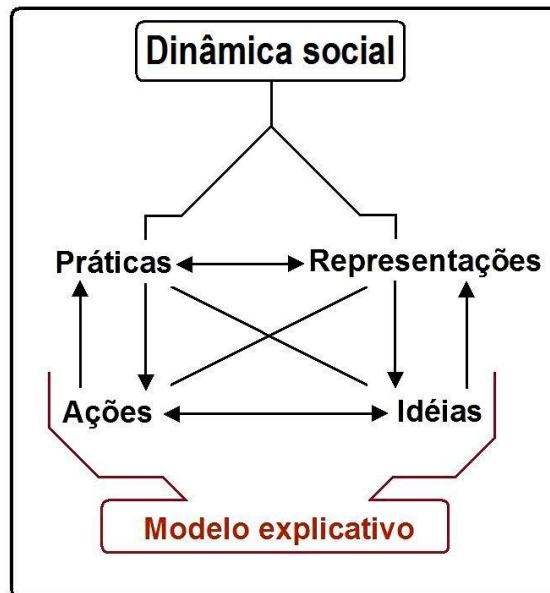 Dinâmica social
Práticas
Representações
Ações
Idéias
Modelo explicativo